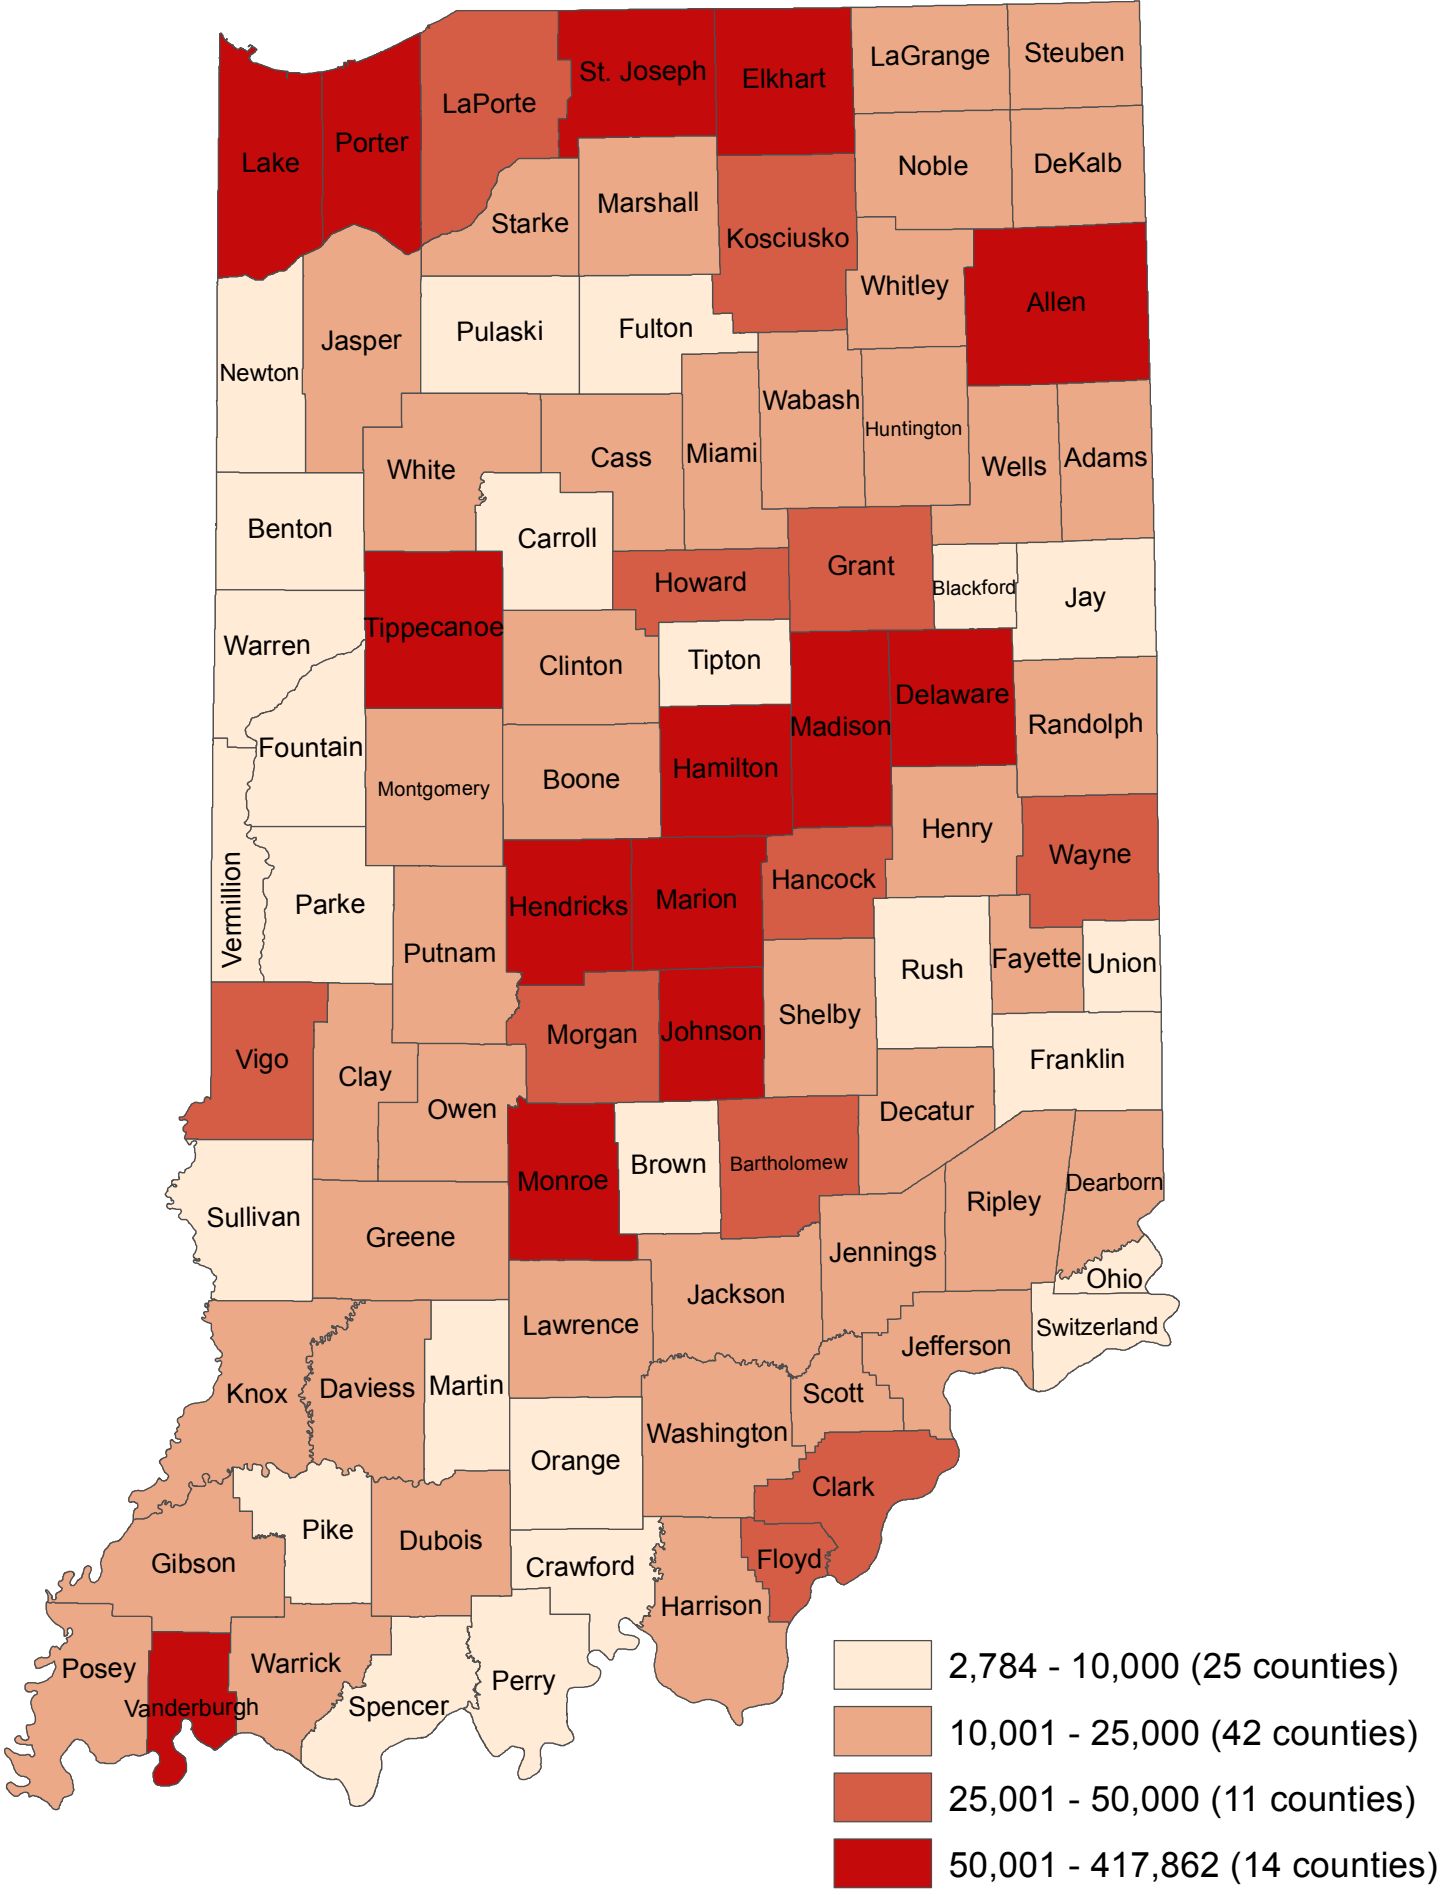 St. Joseph
Elkhart
LaGrange
Steuben
LaPorte
Lake
Porter
Noble
DeKalb
Starke
Marshall
Kosciusko
Whitley
Allen
Newton
Jasper
Pulaski
Fulton
Wabash
Huntington
White
Cass
Miami
Wells
Adams
Benton
Carroll
Howard
Grant
Blackford
Jay
Warren
Tippecanoe
Clinton
Tipton
Madison
Delaware
Randolph
Fountain
Montgomery
Boone
Hamilton
Henry
Wayne
Vermillion
Parke
Putnam
Hendricks
Marion
Hancock
Rush
Fayette
Union
Vigo
Clay
Owen
Morgan
Johnson
Shelby
Franklin
Decatur
Sullivan
Greene
Monroe
Brown
Bartholomew
Ripley
Dearborn
Jennings
Ohio
Switzerland
Lawrence
Jackson
Jefferson
Knox
Daviess
Martin
Scott
Orange
Washington
Clark
Gibson
Pike
Dubois
Crawford
Floyd
Harrison
Posey
Vanderburgh
Warrick
Spencer
Perry
2,784 - 10,000 (25 counties)
10,001 - 25,000 (42 counties)
25,001 - 50,000 (11 counties)
50,001 - 417,862 (14 counties)